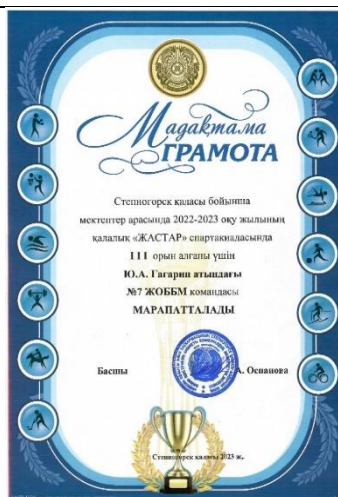 Мадақтама
ГРАМОТА
Степногорск қаласы бойынша
мектептер арасында 2022-2023 оқу жылының
қалалық «ЖАСТАР» спартакиадасында
ІІІ орын алғаны үшін
Ю.А. Гагарин атындағы
№7 ЖОББМ командасы
МАРАПАТТАЛАДЫ
Басшы А. Оспанова
Степногорск қаласы 2023 ж.